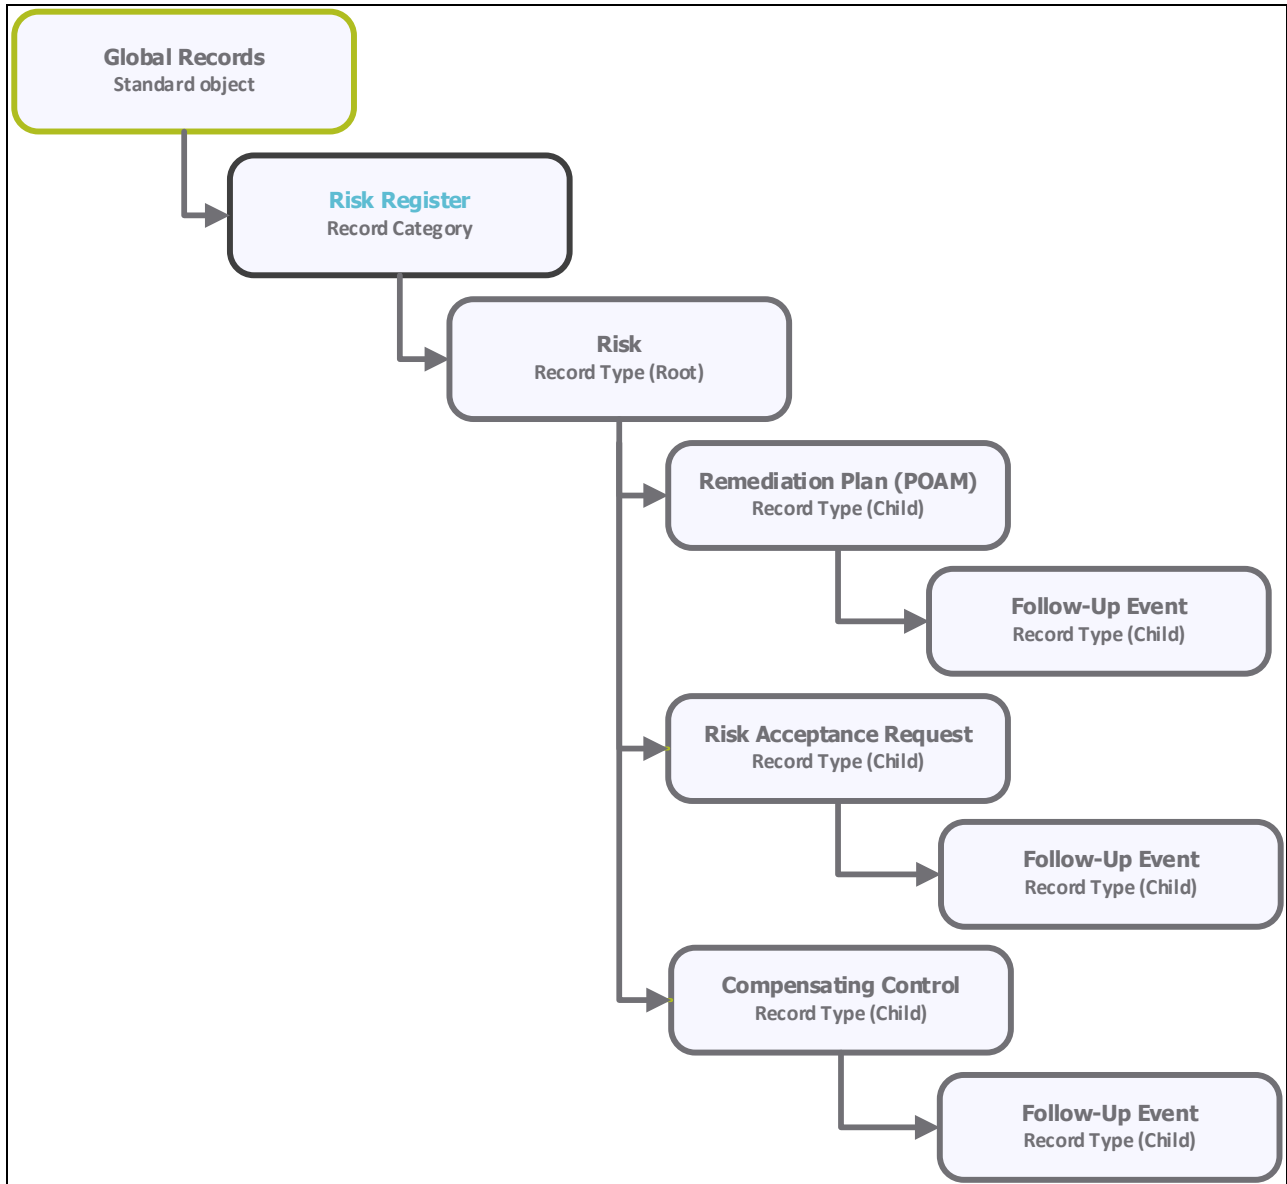 Global Records
Standard object
Risk Register
Record Category
Risk
Record Type (Root)
Remediation Plan (POAM)
Record Type (Child)
Follow-Up Event
Record Type (Child)
Risk Acceptance Request
Record Type (Child)
Follow-Up Event
Record Type (Child)
Compensating Control
Record Type (Child)
Follow-Up Event
Record Type (Child)